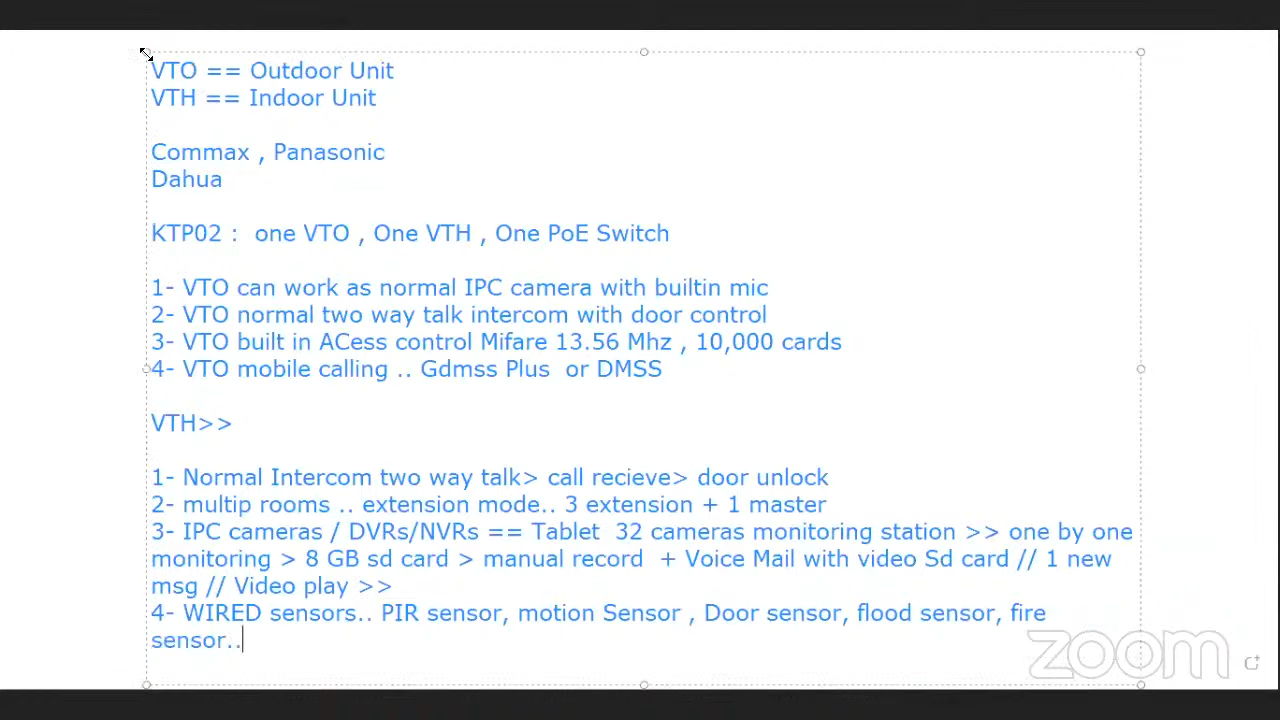 VTO == Outdoor Unit
VTH == Indoor Unit
Commax , Panasonic
Dahua
KTP02 :  one VTO , One VTH , One PoE Switch
1- VTO can work as normal IPC camera with builtin mic
2- VTO normal two way talk intercom with door control
3- VTO built in ACess control Mifare 13.56 Mhz , 10,000 cards
4- VTO mobile calling .. Gdmss Plus  or DMSS
VTH>>
1- Normal Intercom two way talk> call recieve> door unlock
2- multip rooms .. extension mode.. 3 extension + 1 master
3- IPC cameras / DVRs/NVRs == Tablet  32 cameras monitoring station >> one by one
monitoring > 8 GB sd card > manual record  + Voice Mail with video Sd card // 1 new
msg // Video play >>
4- WIRED sensors.. PIR sensor, motion Sensor , Door sensor, flood sensor, fire
sensor..
zoom